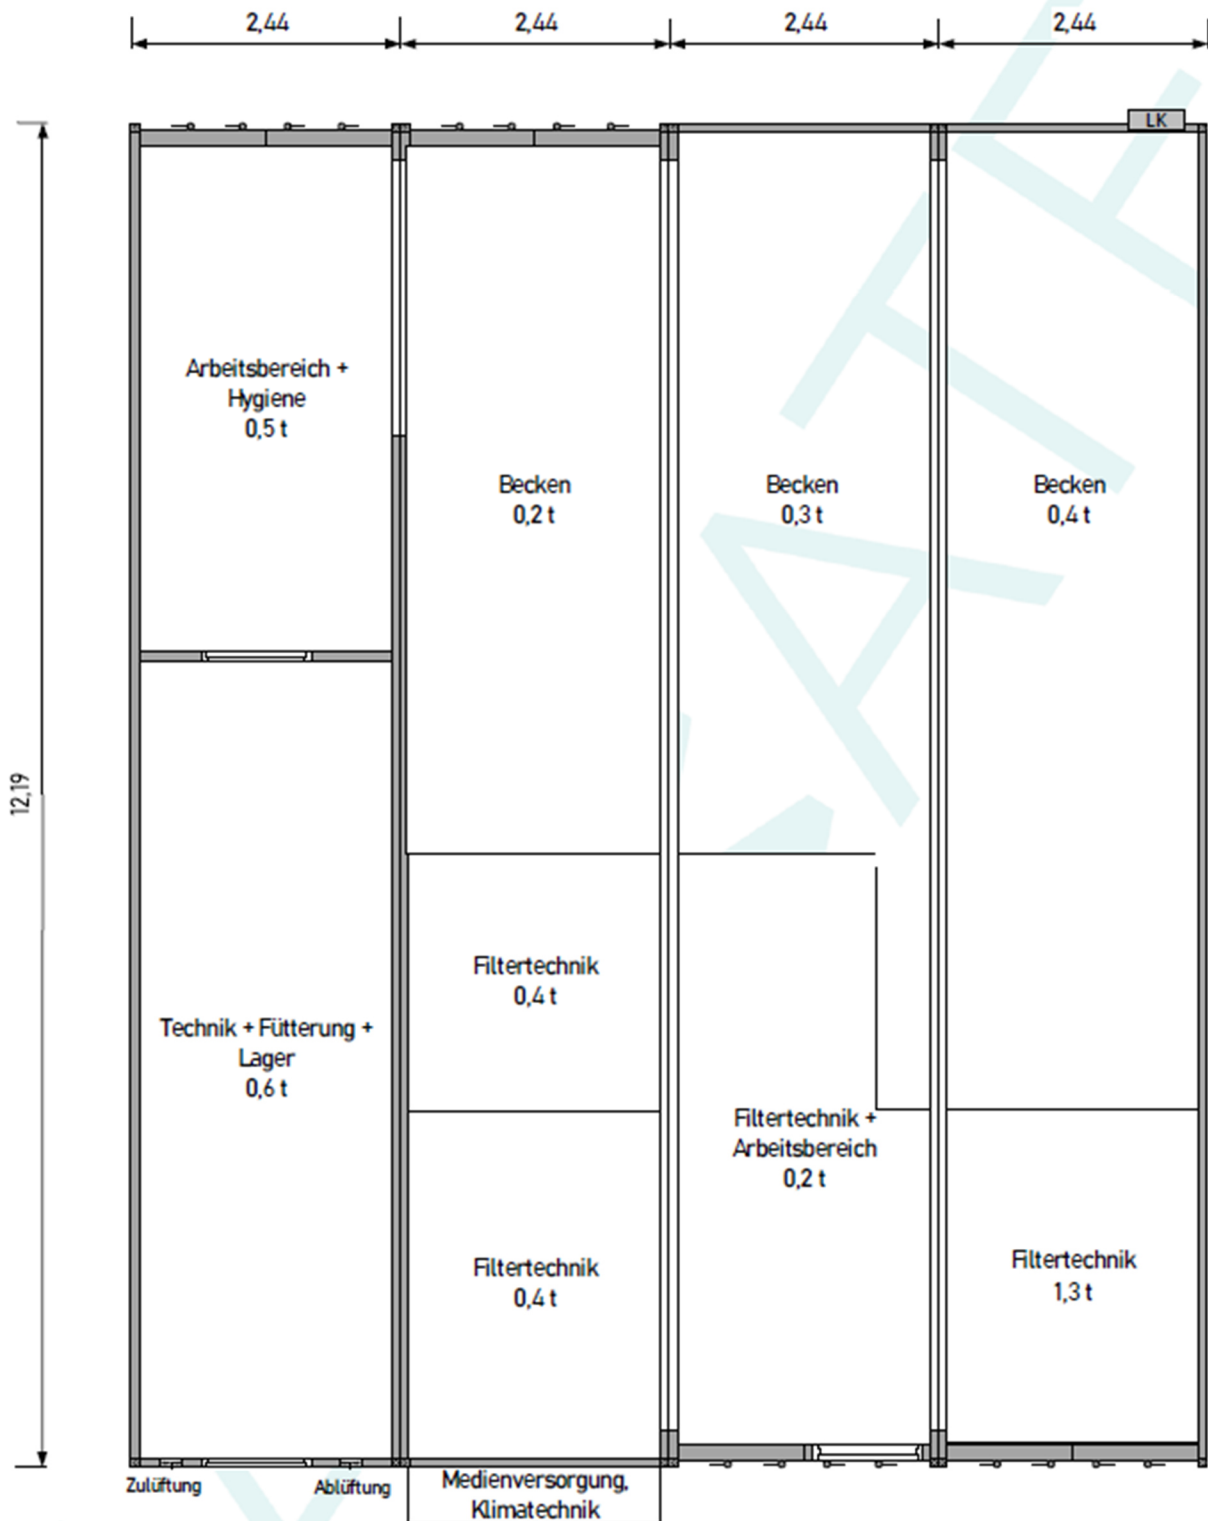 2,44
2,44
2,44
2,44
LK
12,19
Arbeitsbereich +
Hygiene
0,5 t
Becken
0,2 t
Becken
0,3 t
Becken
0,4 t
Filtertechnik
0,4 t
Technik + Fütterung +
Lager
0,6 t
Filtertechnik +
Arbeitsbereich
0,2 t
Filtertechnik
0,4 t
Filtertechnik
1,3 t
Zulüftung
Ablüftung
Medienversorgung,
Klimatechnik